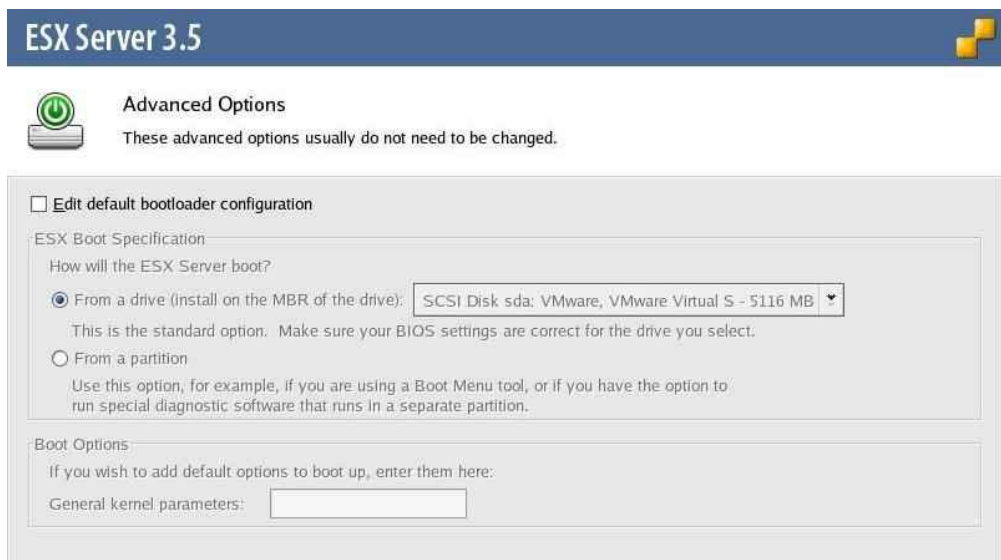 ESX Server 3.5
Advanced Options
These advanced options usually do not need to be changed.
Edit default bootloader configuration
ESX Boot Specification
How will the ESX Server boot?
From a drive (install on the MBR of the drive): SCSI Disk sda: VMware, VMware Virtual S - 5116 MB
This is the standard option. Make sure your BIOS settings are correct for the drive you select.
From a partition
Use this option, for example, if you are using a Boot Menu tool, or if you have the option to
run special diagnostic software that runs in a separate partition.
Boot Options
If you wish to add default options to boot up, enter them here:
General kernel parameters: